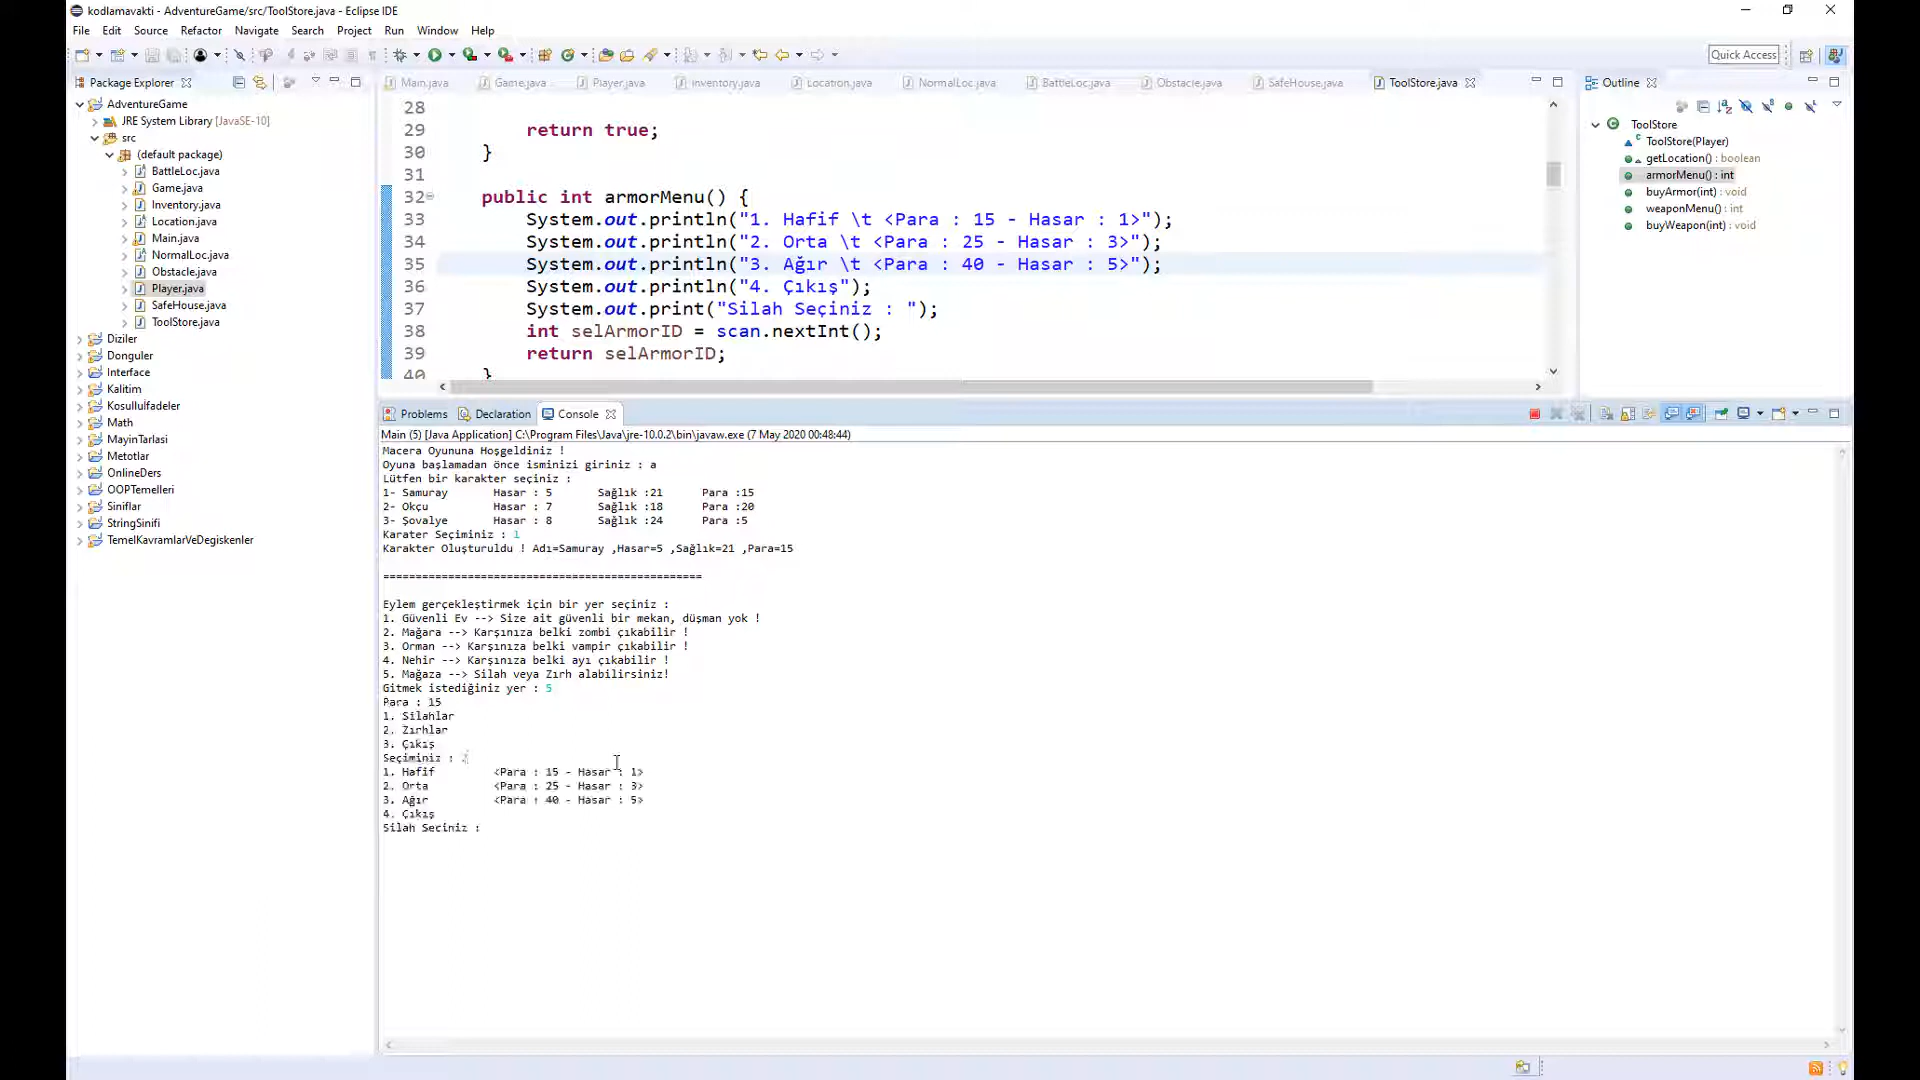 kodlamavakti - AdventureGame/src/ToolStore.java - Eclipse IDE
File Edit Source Refactor Navigate Search Project Run Window Help
Quick Access
Package Explorer
AdventureGame
JRE System Library [JavaSE-10]
src
(default package)
BattleLoc.java
Game.java
Inventory.java
Location.java
Main.java
NormalLoc.java
Obstacle.java
Player.java
SafeHouse.java
ToolStore.java
Diziler
Donguler
Interface
Kalitim
Kosullulfadeler
Math
MayinTarlasi
Metotlar
OnlineDers
OOPTemelleri
Siniflar
StringSinifi
TemelKavramlarVeDegiskenler
Main.java Game.java Player.java Inventory.java Location.java NormalLoc.java BattleLoc.java Obstacle.java SafeHouse.java ToolStore.java
28
29 return true;
30 }
31
32 public int armorMenu() {
33 System.out.println("1. Hafif \t <Para : 15 - Hasar : 1>");
34 System.out.println("2. Orta \t <Para : 25 - Hasar : 3>");
35 System.out.println("3. Ağır \t <Para : 40 - Hasar : 5>");
36 System.out.println("4. Çıkış");
37 System.out.print("Silah Seçiniz : ");
38 int selArmorID = scan.nextInt();
39 return selArmorID;
40 }
Outline
ToolStore
ToolStore(Player)
getLocation() : boolean
armorMenu() : int
buyArmor(int) : void
weaponMenu() : int
buyWeapon(int) : void
Problems Declaration Console
Main (5) [Java Application] C:\Program Files\Java\jre-10.0.2\bin\javaw.exe (7 May 2020 00:48:44)
Macera Oyununa Hoşgeldiniz !
Oyuna başlamadan önce isminizi giriniz : a
Lütfen bir karakter seçiniz :
1- Samuray Hasar : 5 Sağlık :21 Para :15
2- Okçu Hasar : 7 Sağlık :18 Para :20
3- Şovalye Hasar : 8 Sağlık :24 Para :5
Karater Seçiminiz : 1
Karakter Oluşturuldu ! Adı=Samuray ,Hasar=5 ,Sağlık=21 ,Para=15
=================================================
Eylem gerçekleştirmek için bir yer seçiniz :
1. Güvenli Ev --> Size ait güvenli bir mekan, düşman yok !
2. Mağara --> Karşınıza belki zombi çıkabilir !
3. Orman --> Karşınıza belki vampir çıkabilir !
4. Nehir --> Karşınıza belki ayı çıkabilir !
5. Mağaza --> Silah veya Zırh alabilirsiniz!
Gitmek istediğiniz yer : 5
Para : 15
1. Silahlar
2. Zırhlar
3. Çıkış
Seçiminiz :
1. Hafif <Para : 15 - Hasar : 1>
2. Orta <Para : 25 - Hasar : 3>
3. Ağır <Para : 40 - Hasar : 5>
4. Çıkış
Silah Seçiniz :